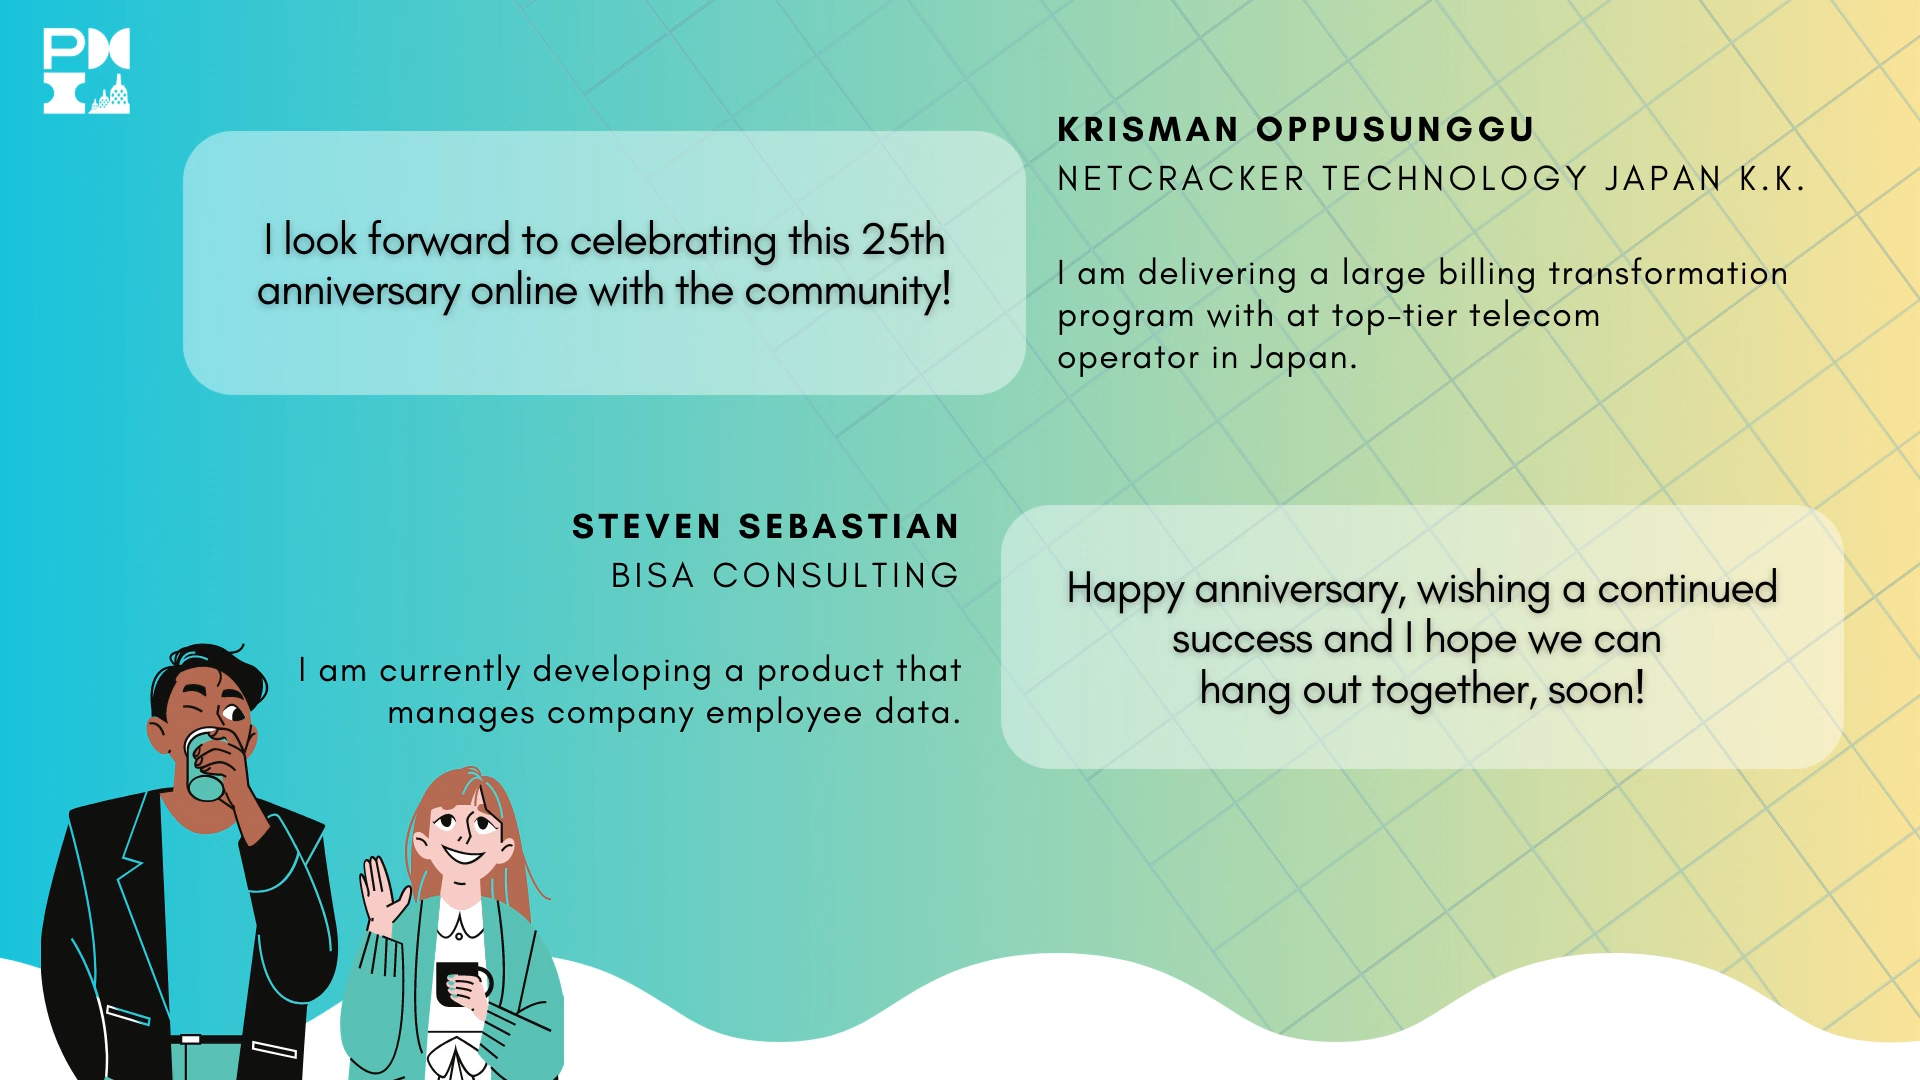 PMI
I look forward to celebrating this 25th
anniversary online with the community!
KRISMAN OPPUSUNGGU
NETCRACKER TECHNOLOGY JAPAN K.K.
I am delivering a large billing transformation
program with at top-tier telecom
operator in Japan.
STEVEN SEBASTIAN
BISA CONSULTING
I am currently developing a product that
manages company employee data.
Happy anniversary, wishing a continued
success and I hope we can
hang out together, soon!